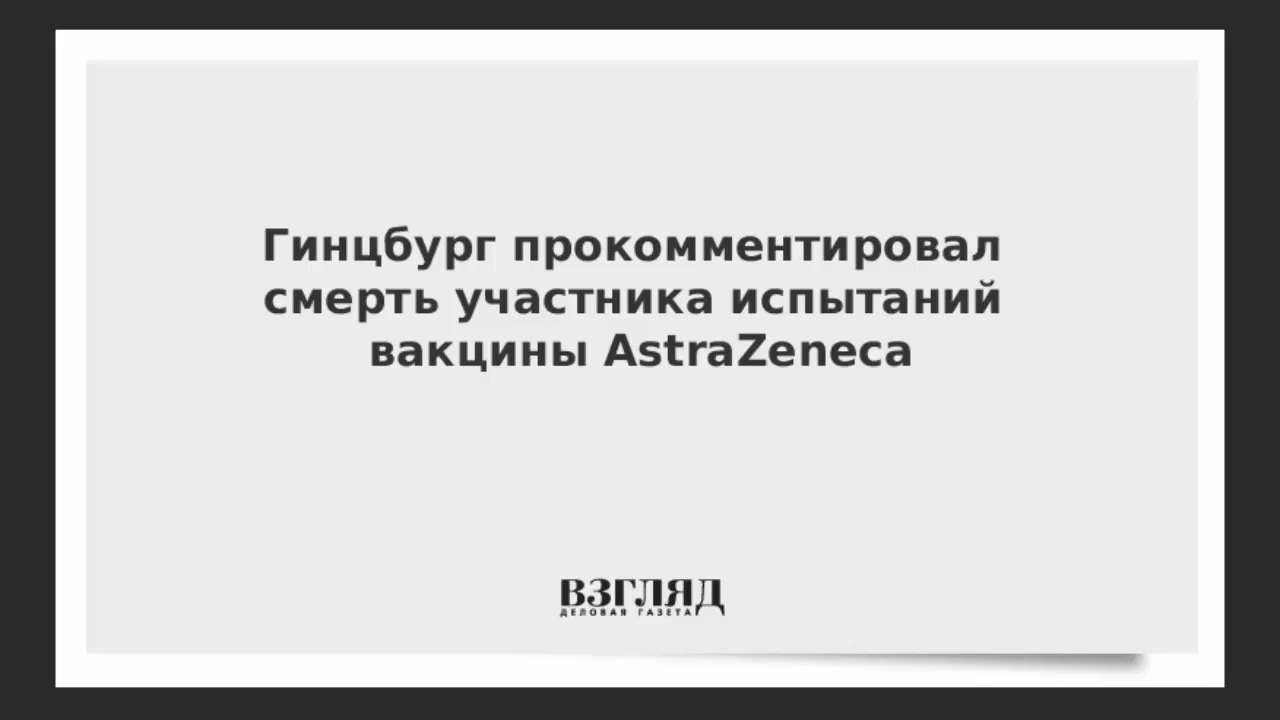 Гинцбург прокомментировал
смерть участника испытаний
вакцины AstraZeneca
ВЗГЛЯД
ДЕЛОВАЯ ГАЗЕТА